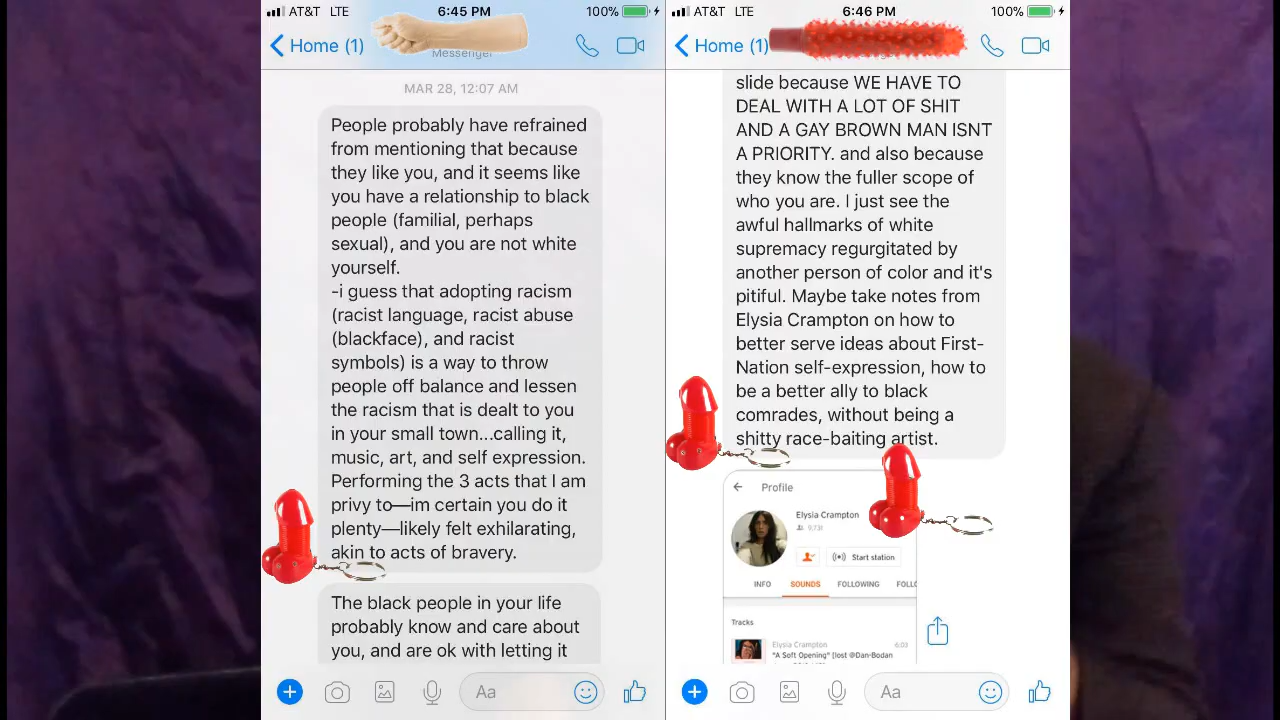 AT&T LTE 6:45 PM 100%
Home (1)
Messenger
MAR 28, 12:07 AM
People probably have refrained
from mentioning that because
they like you, and it seems like
you have a relationship to black
people (familial, perhaps
sexual), and you are not white
yourself.
-i guess that adopting racism
(racist language, racist abuse
(blackface), and racist
symbols) is a way to throw
people off balance and lessen
the racism that is dealt to you
in your small town...calling it,
music, art, and self expression.
Performing the 3 acts that I am
privy to—im certain you do it
plenty—likely felt exhilarating,
akin to acts of bravery.
The black people in your life
probably know and care about
you, and are ok with letting it
Aa
AT&T LTE 6:46 PM 100%
Home (1)
slide because WE HAVE TO
DEAL WITH A LOT OF SHIT
AND A GAY BROWN MAN ISNT
A PRIORITY. and also because
they know the fuller scope of
who you are. I just see the
awful hallmarks of white
supremacy regurgitated by
another person of color and it's
pitiful. Maybe take notes from
Elysia Crampton on how to
better serve ideas about First-
Nation self-expression, how to
be a better ally to black
comrades, without being a
shitty race-baiting artist.
Profile
Elysia Crampton
Start station
INFO SOUNDS FOLLOWING FOLL
Tracks
Elysia Crampton 6:03
"A Soft Opening" [lost @Dan-Bodan
Aa